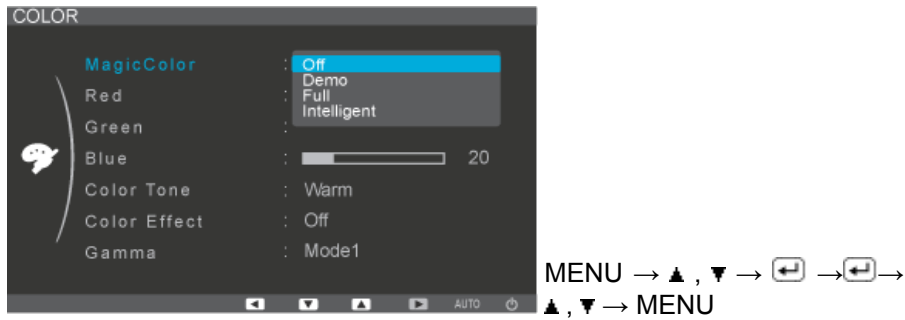 COLOR
MagicColor : Off
Demo
Red : Full
Intelligent
Green :
Blue : 20
Color Tone : Warm
Color Effect : Off
Gamma : Mode1
AUTO
MENU → ▲ , ▼ → ↵ → ↵ →
▲ , ▼ → MENU